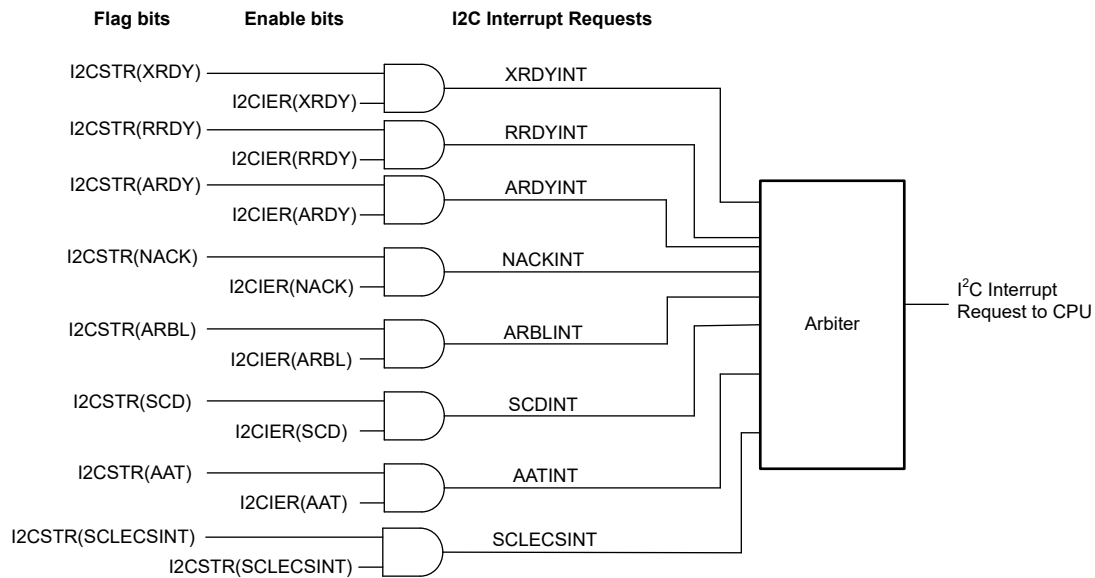 Flag bits Enable bits I2C Interrupt Requests
I2CSTR(XRDY) XRDYINT
I2CIER(XRDY)
I2CSTR(RRDY) RRDYINT
I2CIER(RRDY)
I2CSTR(ARDY) ARDYINT
I2CIER(ARDY)
I2CSTR(NACK) NACKINT
I2CIER(NACK)
I2CSTR(ARBL) ARBLINT
I2CIER(ARBL)
I2CSTR(SCD) SCDINT
I2CIER(SCD)
I2CSTR(AAT) AATINT
I2CIER(AAT)
I2CSTR(SCLECSINT) SCLECSINT
I2CSTR(SCLECSINT)
Arbiter
I²C Interrupt
Request to CPU